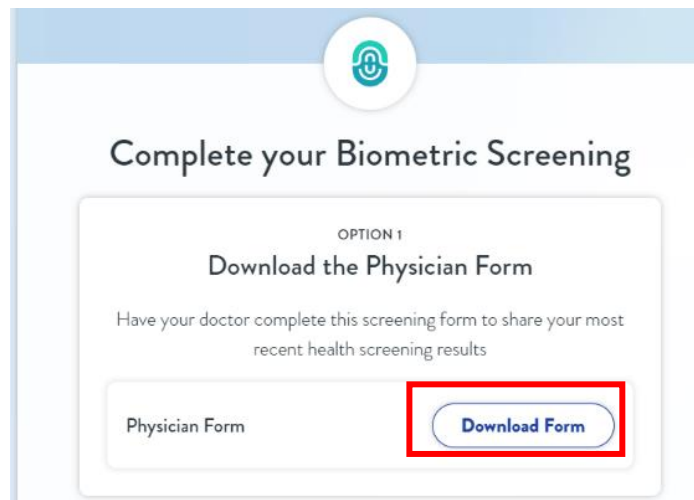 Complete your Biometric Screening
OPTION 1
Download the Physician Form
Have your doctor complete this screening form to share your most
recent health screening results
Physician Form
Download Form